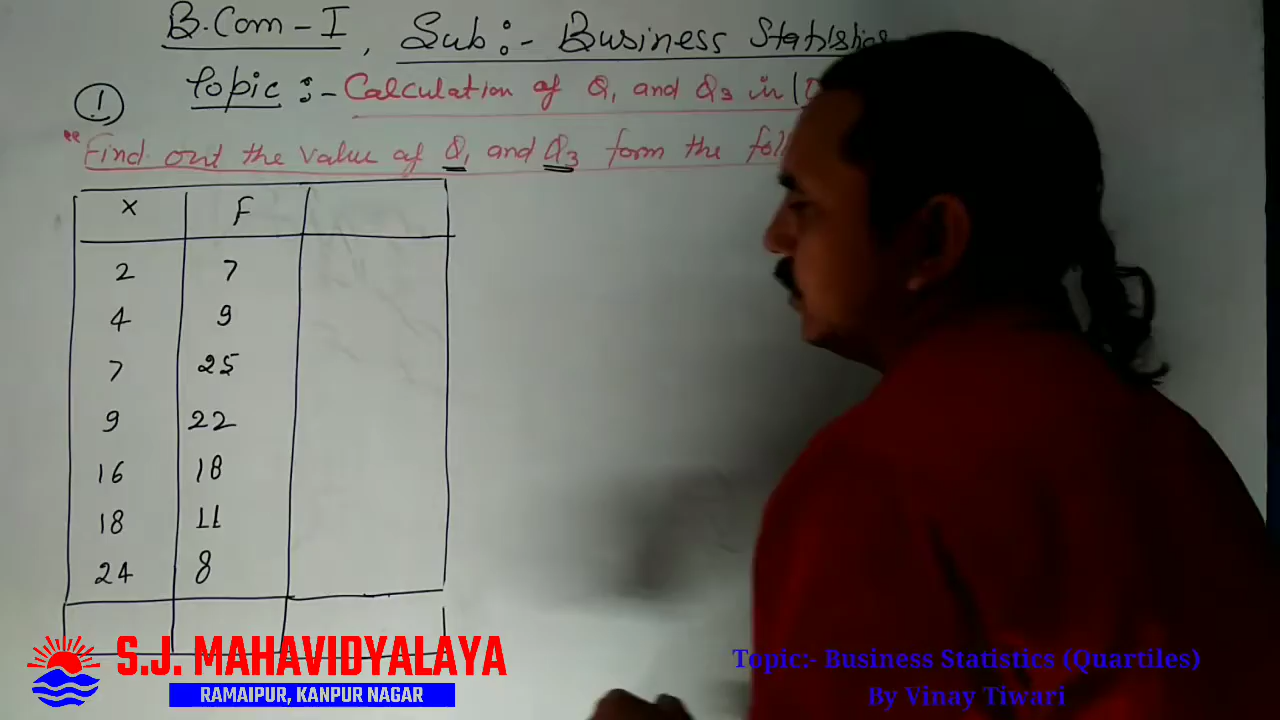 B.Com-I, Sub:- Business Statistics
Topic:- Calculation of Q1 and Q3 in
1
"Find out the value of Q1 and Q3 form the
X F
2 7
4 9
7 25
9 22
16 18
18 11
24 8
S.J. MAHAVIDYALAYA
RAMAIPUR, KANPUR NAGAR
Topic:- Business Statistics (Quartiles)
By Vinay Tiwari